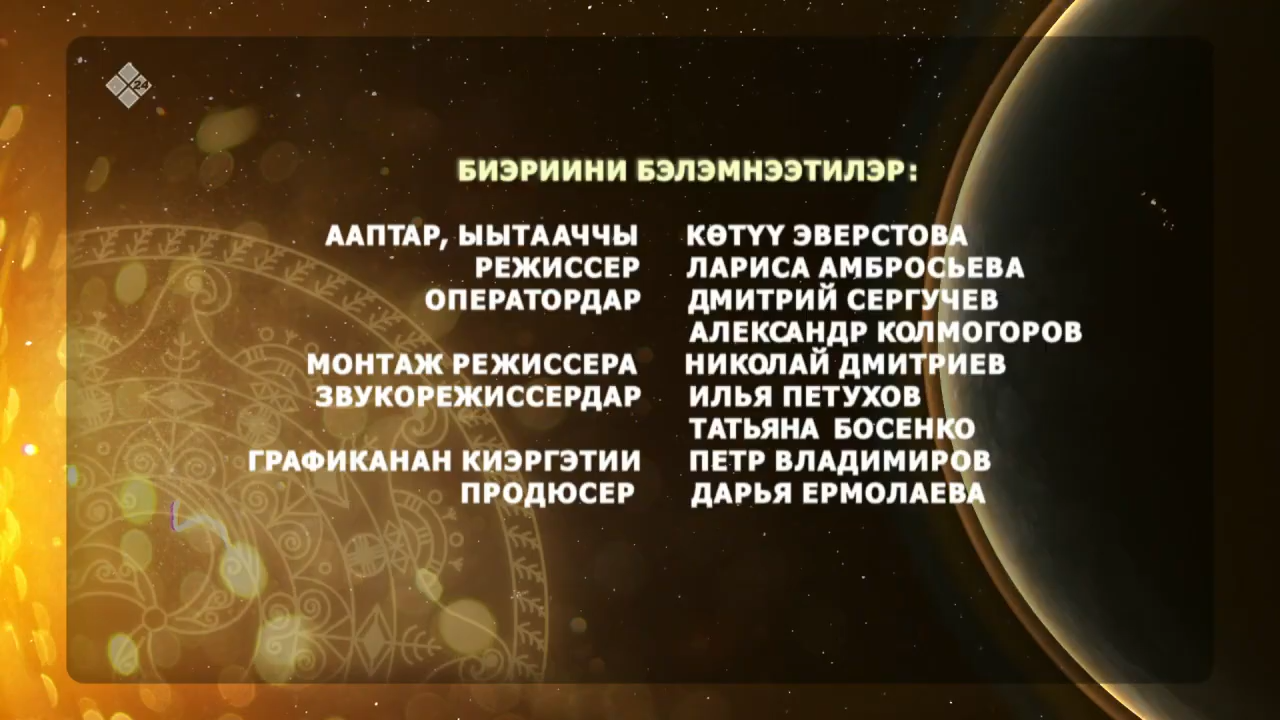 X24
БИЭРИИНИ БЭЛЭМНЭЭТИЛЭР:
ААПТАР, ЫЫТААЧЧЫ КӨТҮҮ ЭВЕРСТОВА
РЕЖИССЕР ЛАРИСА АМБРОСЬЕВА
ОПЕРАТОРДАР ДМИТРИЙ СЕРГУЧЕВ
АЛЕКСАНДР КОЛМОГОРОВ
МОНТАЖ РЕЖИССЕРА НИКОЛАЙ ДМИТРИЕВ
ЗВУКОРЕЖИССЕРДАР ИЛЬЯ ПЕТУХОВ
ТАТЬЯНА БОСЕНКО
ГРАФИКАНАН КИЭРГЭТИИ ПЕТР ВЛАДИМИРОВ
ПРОДЮСЕР ДАРЬЯ ЕРМОЛАЕВА